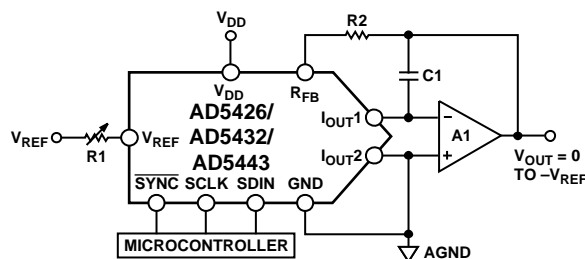 V_DD
R2
C1
V_DD
R_FB
AD5426/
AD5432/
AD5443
I_OUT1
I_OUT2
V_REF
R1
V_REF
A1
V_OUT = 0
TO –V_REF
SYNC SCLK SDIN GND
MICROCONTROLLER
AGND